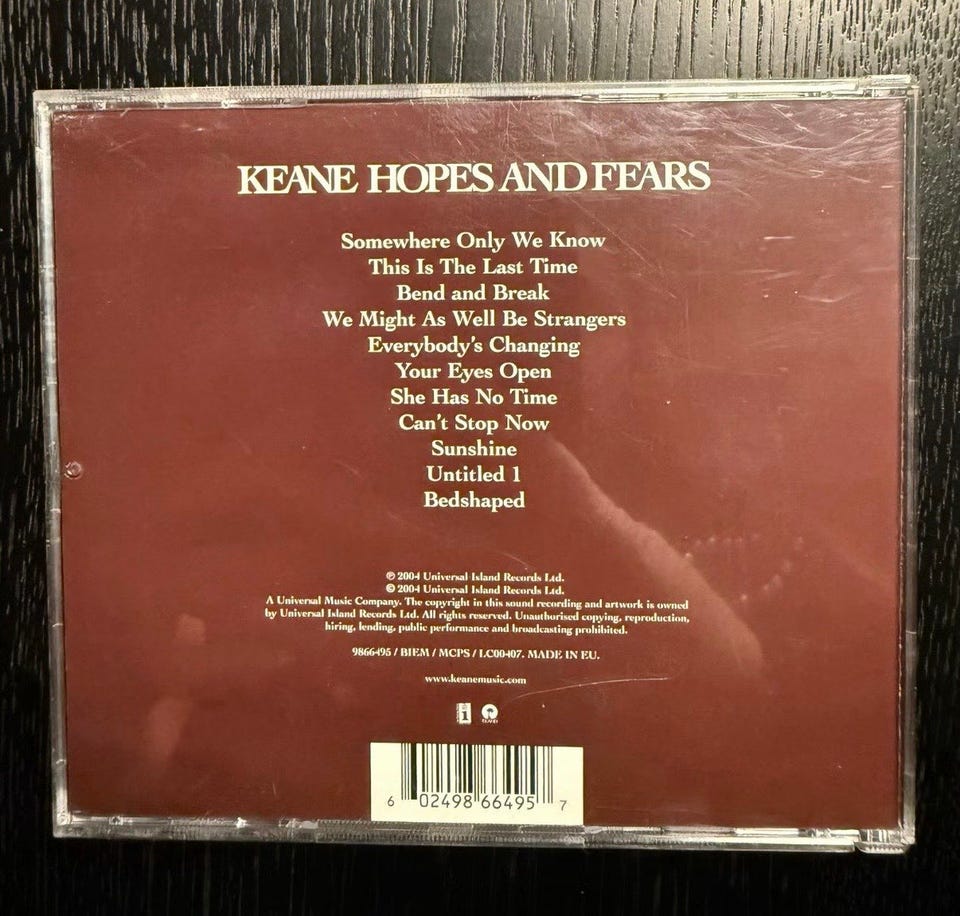 KEANE HOPES AND FEARS
Somewhere Only We Know
This Is The Last Time
Bend and Break
We Might As Well Be Strangers
Everybody's Changing
Your Eyes Open
She Has No Time
Can't Stop Now
Sunshine
Untitled 1
Bedshaped
℗ 2004 Universal Island Records Ltd.
© 2004 Universal Island Records Ltd.
A Universal Music Company. The copyright in this sound recording and artwork is owned
by Universal Island Records Ltd. All rights reserved. Unauthorised copying, reproduction,
hiring, lending, public performance and broadcasting prohibited.
9866495 / BIEM / MCPS / LC00407. MADE IN EU.
www.keanemusic.com
i ISLAND
6 02498 66495 7